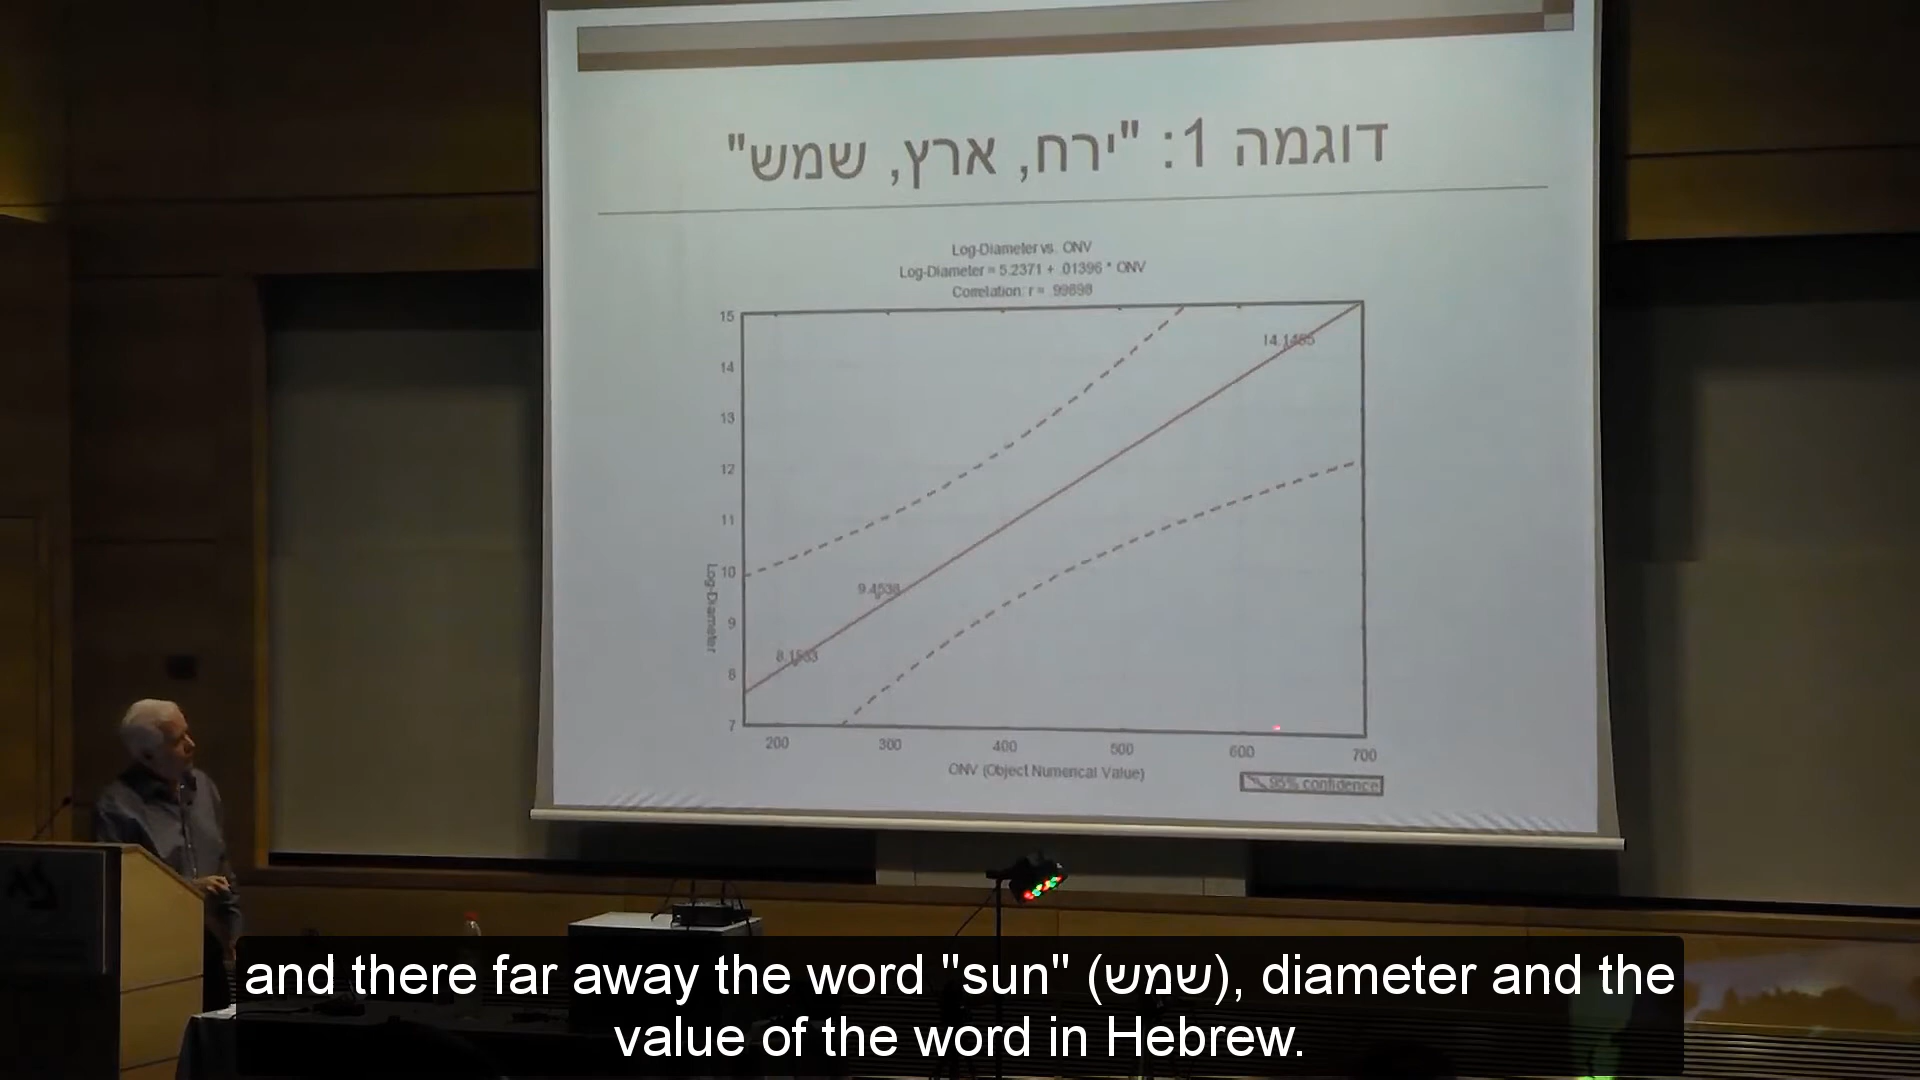 דוגמה 1: "ירח, ארץ, שמש"
Log-Diameter vs. ONV
Log-Diameter = 5.2371 + .01396 * ONV
Correlation: r = .99898
15
14
13
12
11
10
9
8
7
Log-Diameter
14.1485
9.4538
8.1533
200 300 400 500 600 700
ONV (Object Numerical Value)
95% confidence
and there far away the word "sun" (שמש), diameter and the
value of the word in Hebrew.